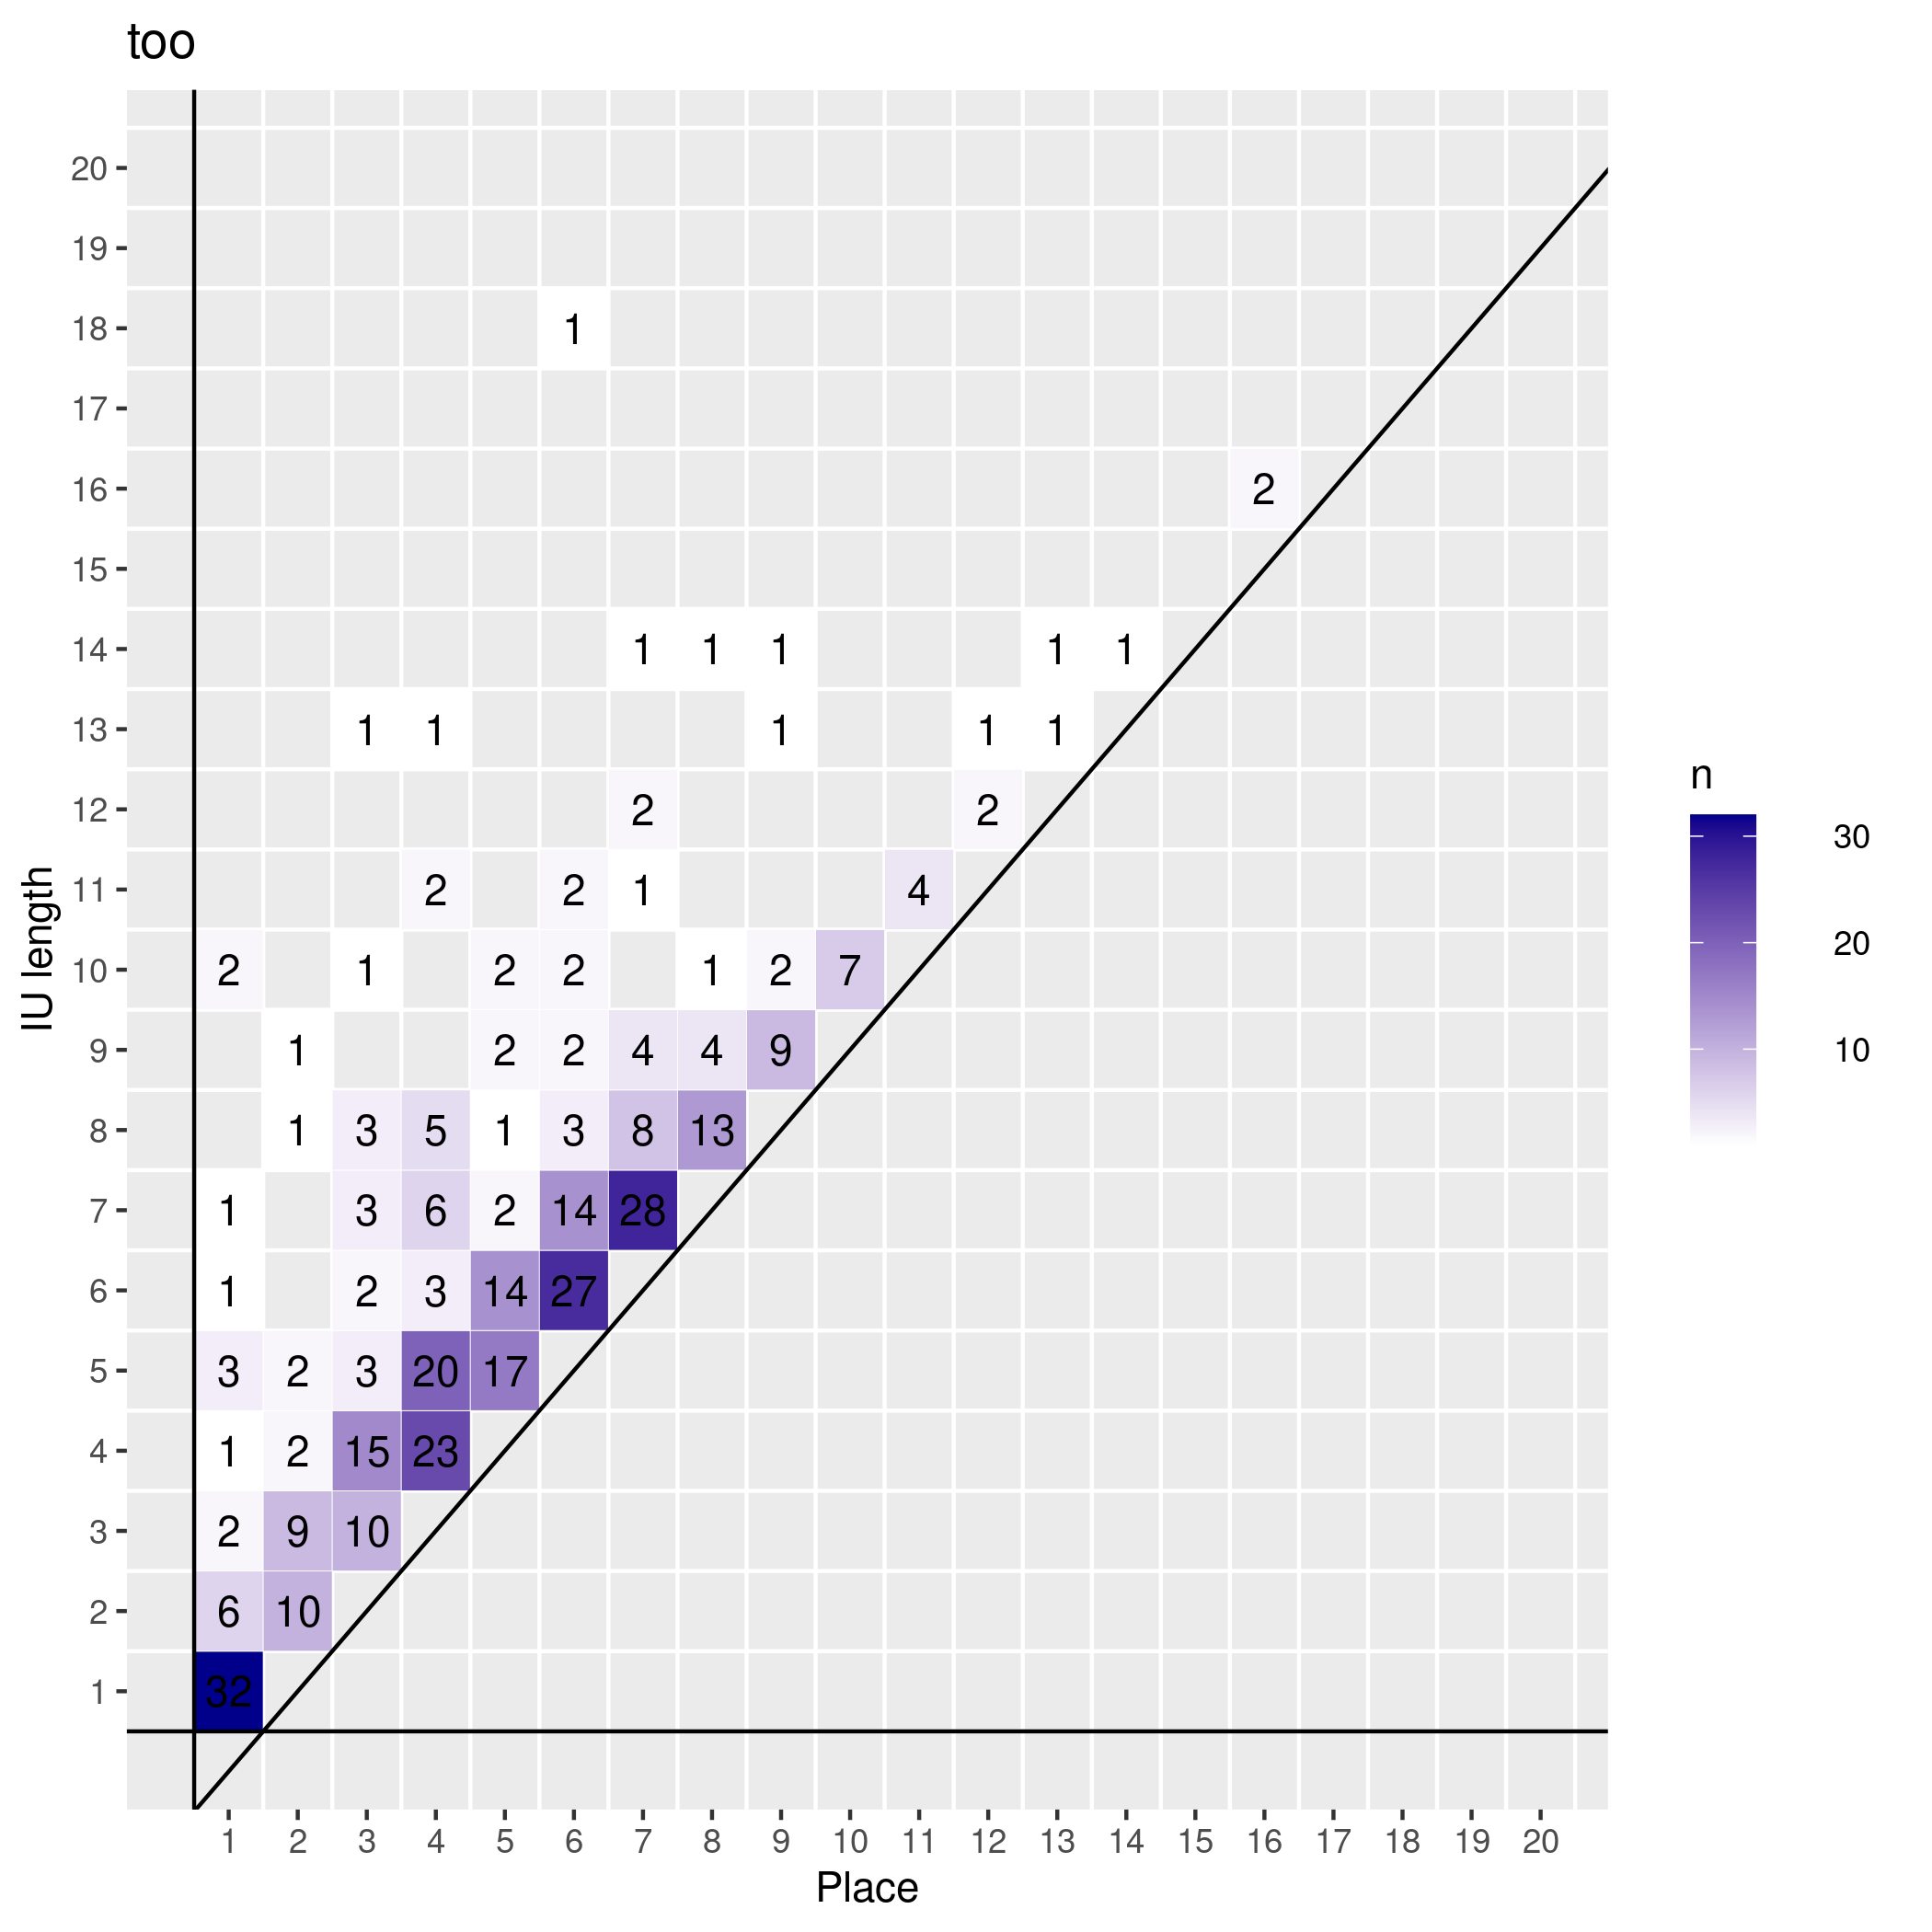 too
20
19
18 1
17
16 2
15
14 1 1 1 1 1
13 1 1 1 1 1
12 2 2
11 2 2 1 4
10 2 1 2 2 1 2 7
9 1 2 2 4 4 9
8 1 3 5 1 3 8 13
7 1 3 6 2 14 28
6 1 2 3 14 27
5 3 2 3 20 17
4 1 2 15 23
3 2 9 10
2 6 10
1 32
1 2 3 4 5 6 7 8 9 10 11 12 13 14 15 16 17 18 19 20
Place
IU length
n
30
20
10